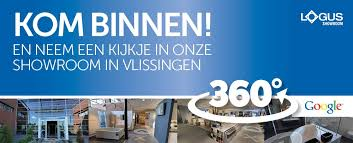 KOM BINNEN!
EN NEEM EEN KIJKJE IN ONZE
SHOWROOM IN VLISSINGEN
LOGUS
SHOWROOM
360°
Google